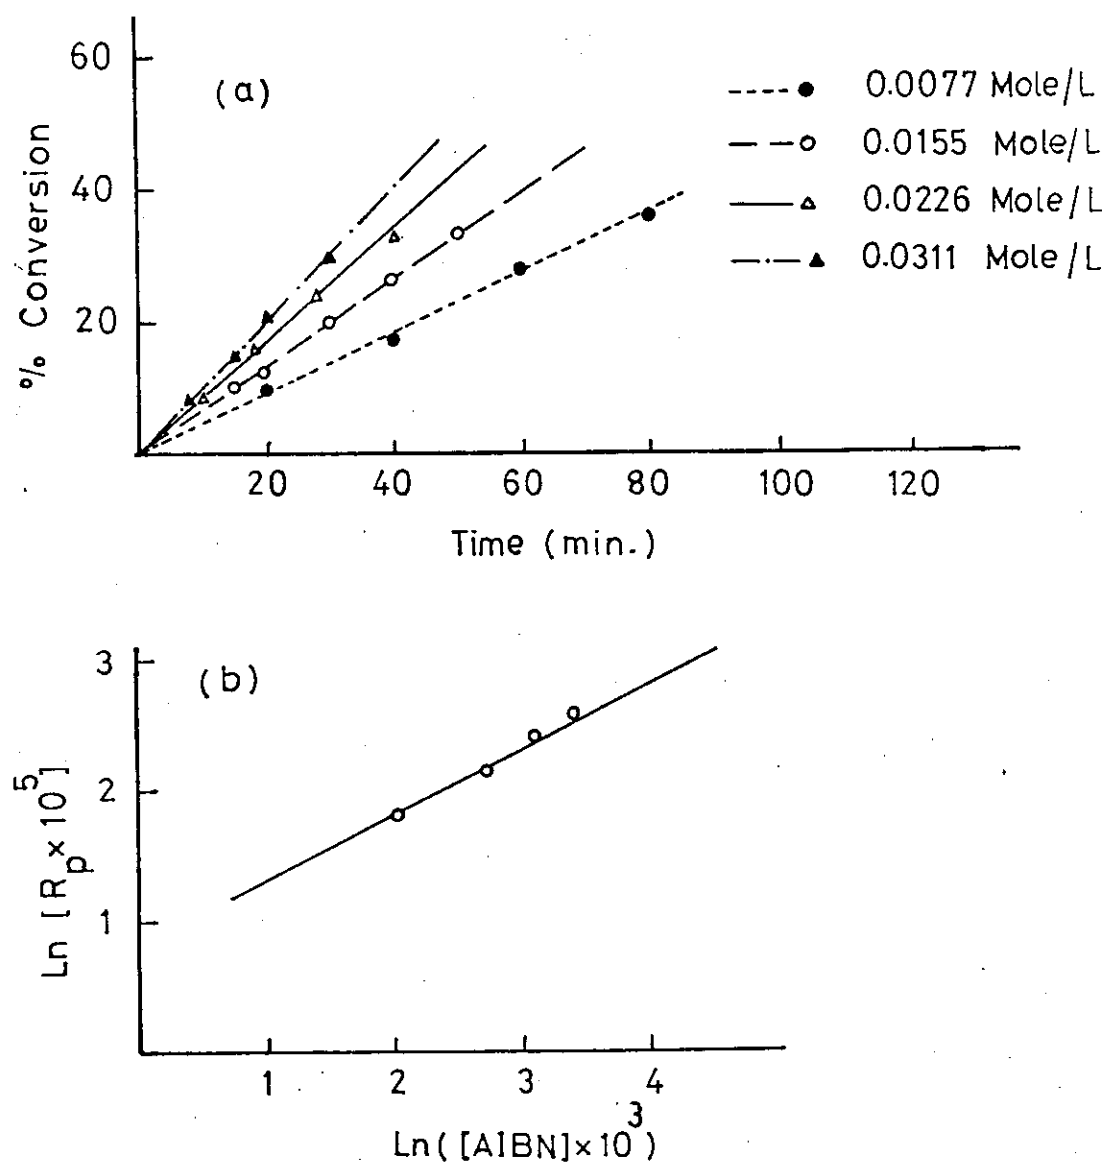 (a)
% Conversion
60
40
20
0.0077 Mole/L
0.0155 Mole/L
0.0226 Mole/L
0.0311 Mole/L
20 40 60 80 100 120
Time (min.)
(b)
Ln [Rp×10^5]
3
2
1
1 2 3 4
Ln([AIBN]×10^3)